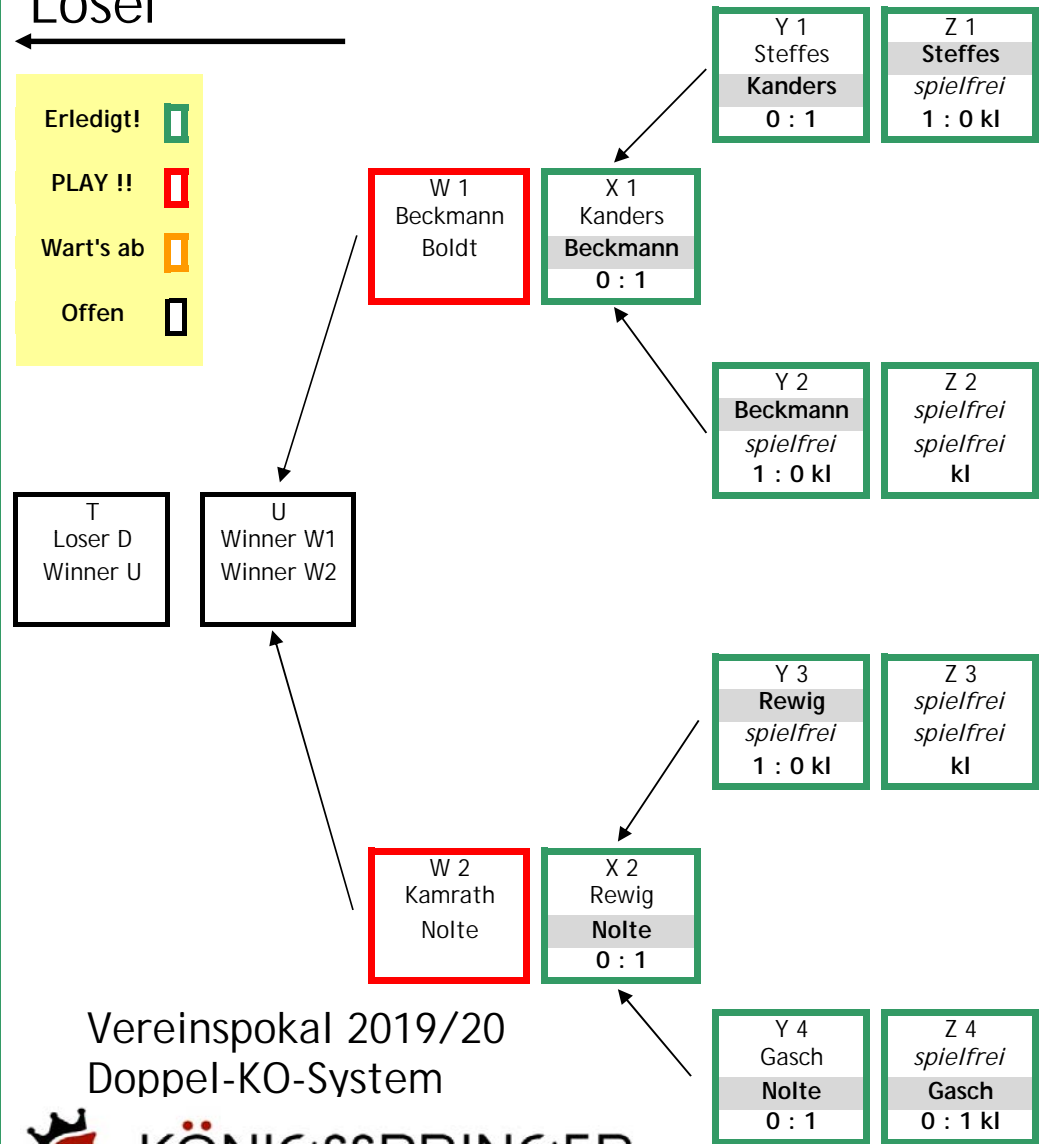 Loser
Erledigt!
PLAY !!
Wart's ab
Offen
Y 1
Steffes
Kanders
0 : 1
Z 1
Steffes
spielfrei
1 : 0 kl
W 1
Beckmann
Boldt
X 1
Kanders
Beckmann
0 : 1
Y 2
Beckmann
spielfrei
1 : 0 kl
Z 2
spielfrei
spielfrei
kl
T
Loser D
Winner U
U
Winner W1
Winner W2
Y 3
Rewig
spielfrei
1 : 0 kl
Z 3
spielfrei
spielfrei
kl
W 2
Kamrath
Nolte
X 2
Rewig
Nolte
0 : 1
Y 4
Gasch
Nolte
0 : 1
Z 4
spielfrei
Gasch
0 : 1 kl
Vereinspokal 2019/20
Doppel-KO-System
KÖNIGSSPRINGER